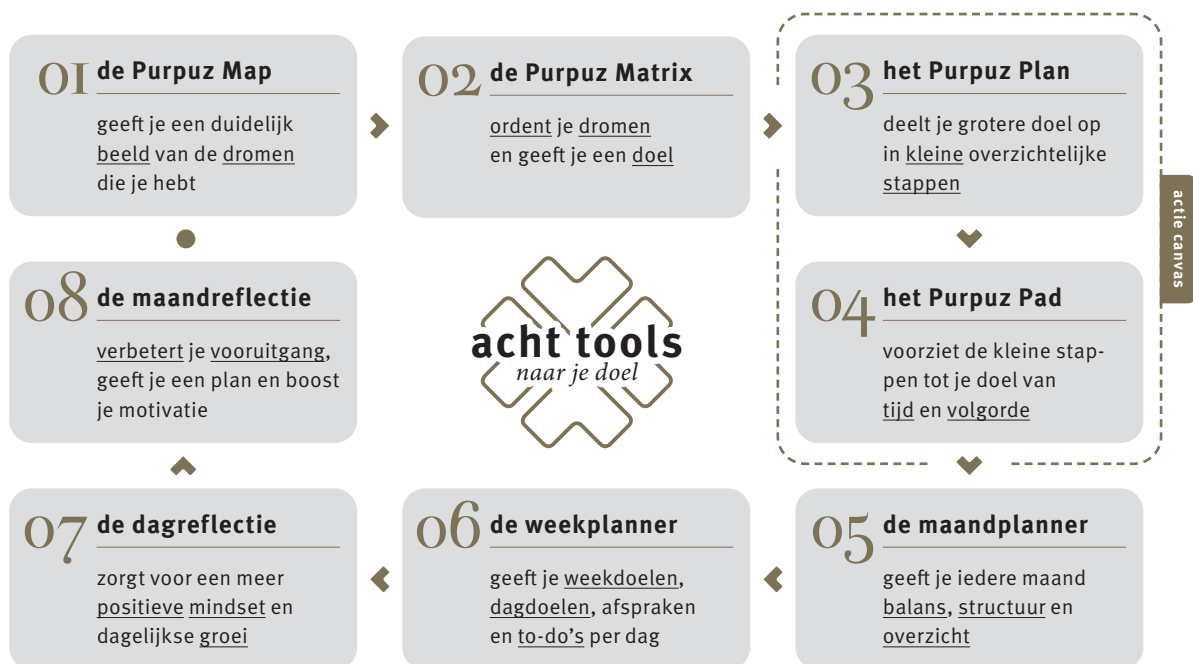 01 de Purpuz Map
geeft je een duidelijk
beeld van de dromen
die je hebt
02 de Purpuz Matrix
ordent je dromen
en geeft je een doel
03 het Purpuz Plan
deelt je grotere doel op
in kleine overzichtelijke
stappen
actie canvas
04 het Purpuz Pad
voorziet de kleine stap-
pen tot je doel van
tijd en volgorde
05 de maandplanner
geeft je iedere maand
balans, structuur en
overzicht
06 de weekplanner
geeft je weekdoelen,
dagdoelen, afspraken
en to-do’s per dag
07 de dagreflectie
zorgt voor een meer
positieve mindset en
dagelijkse groei
08 de maandreflectie
verbetert je vooruitgang,
geeft je een plan en boost
je motivatie
acht tools
naar je doel